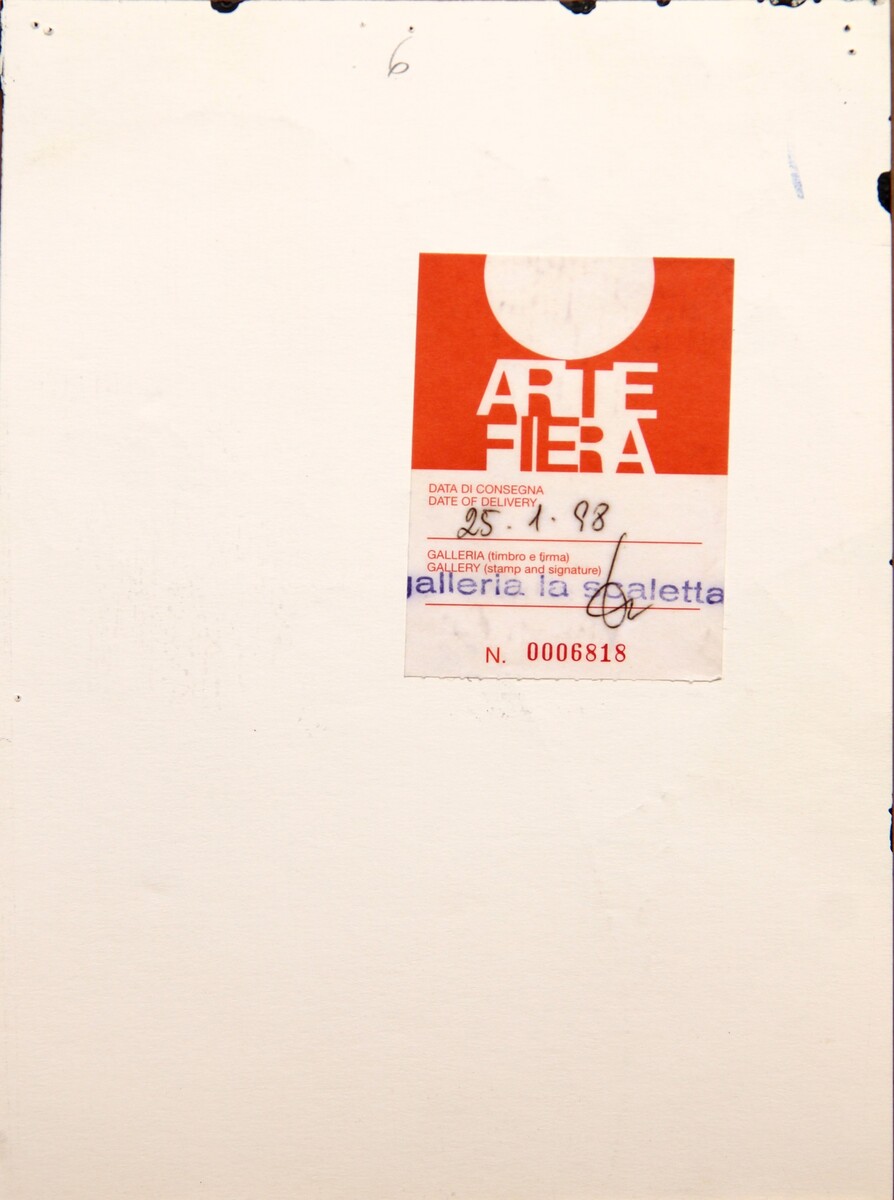 6
ARTE
FIERA
DATA DI CONSEGNA
DATE OF DELIVERY
25.1.98
GALLERIA (timbro e firma)
GALLERY (stamp and signature)
galleria la scaletta
N. 0006818